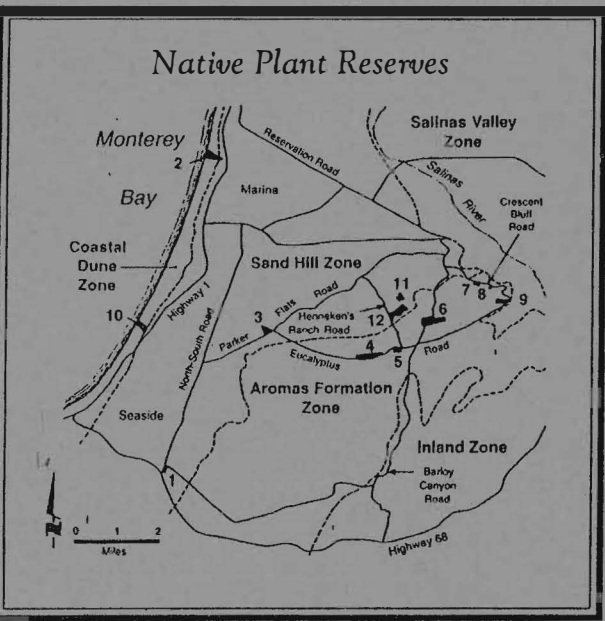 Native Plant Reserves
Monterey
Bay
2
Reservation Road
Marina
Salinas Valley
Zone
Salinas
River
Crescent
Bluff
Road
Coastal
Dune
Zone
Highway 1
Sand Hill Zone
10
3
Parker Flats Road
Henneken's
Ranch Road
11
12
6
7
8
9
North-South Road
Eucalyptus Road
4
5
Aromas Formation
Zone
Seaside
Inland Zone
1
Barloy
Canyon
Road
Highway 68
N
0 1 2
Miles